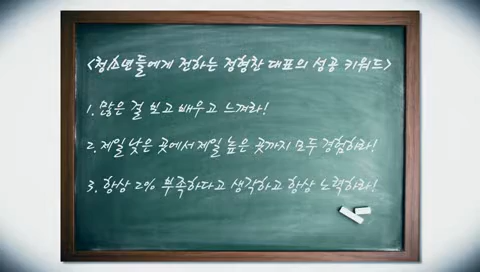 <청소년들에게 전하는 정형찬 대표의 성공 키워드>
1. 많은 걸 보고 배우고 느껴라!
2. 제일 낮은 곳에서 제일 높은 곳까지 모두 경험하라!
3. 항상 2% 부족하다고 생각하고 항상 노력하라!